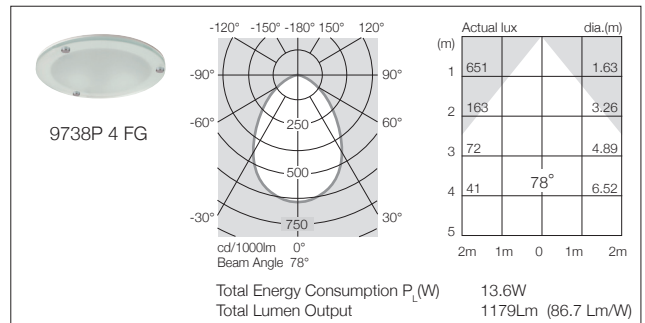 9738P 4 FG
-120° -150° -180° 150° 120°
-90° 90°
-60° 60°
-30° 30°
250
500
750
cd/1000lm 0°
Beam Angle 78°
Actual lux dia.(m)
(m)
1 651 1.63
2 163 3.26
3 72 4.89
4 41 6.52
78°
5
2m 1m 0 1m 2m
Total Energy Consumption P_L(W) 13.6W
Total Lumen Output 1179Lm (86.7 Lm/W)